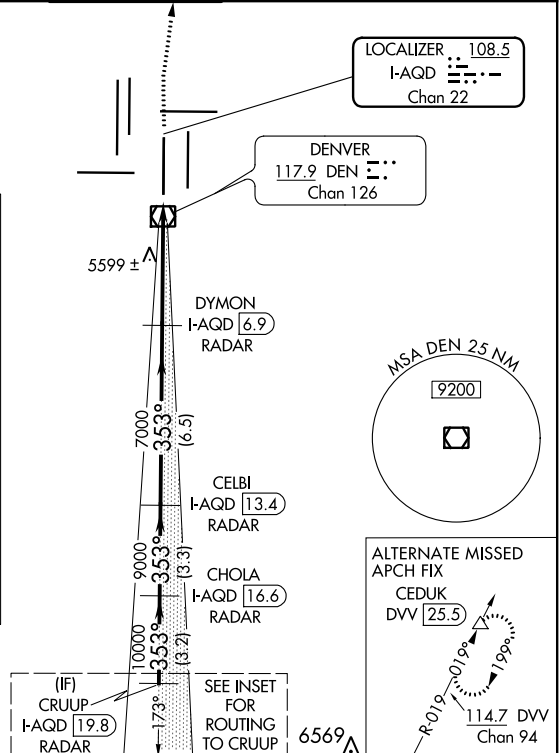 LOCALIZER 108.5
I-AQD
Chan 22
DENVER
117.9 DEN
Chan 126
5599 ±
DYMON
I-AQD 6.9
RADAR
MSA DEN 25 NM
9200
7000
353°
(6.5)
CELBI
I-AQD 13.4
RADAR
9000
353°
(3.3)
CHOLA
I-AQD 16.6
RADAR
10000
353°
(3.2)
(IF)
CRUUP
I-AQD 19.8
RADAR
173°
SEE INSET
FOR
ROUTING
TO CRUUP
6569
ALTERNATE MISSED
APCH FIX
CEDUK
DVV 25.5
019°
199°
R-019
114.7 DVV
Chan 94